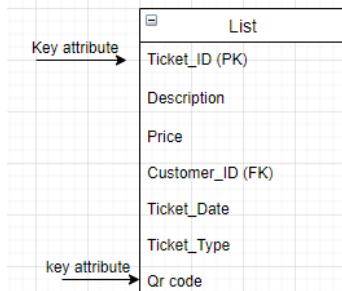 List
Key attribute
Ticket_ID (PK)
Description
Price
Customer_ID (FK)
Ticket_Date
Ticket_Type
key attribute
Qr code